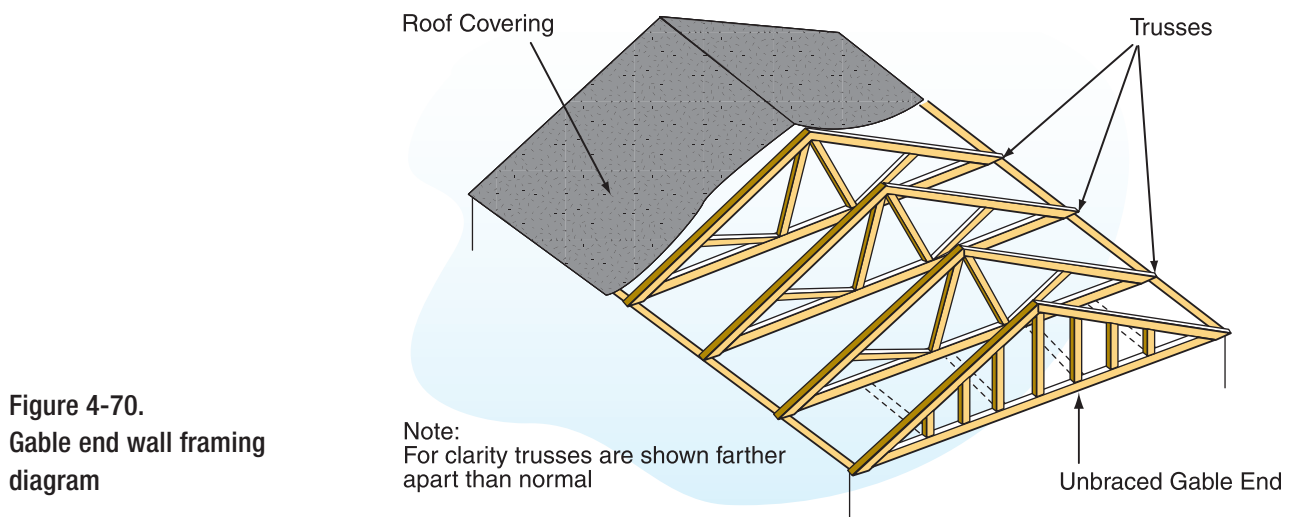 Roof Covering
Trusses
Figure 4-70.
Gable end wall framing
diagram
Note:
For clarity trusses are shown farther
apart than normal
Unbraced Gable End